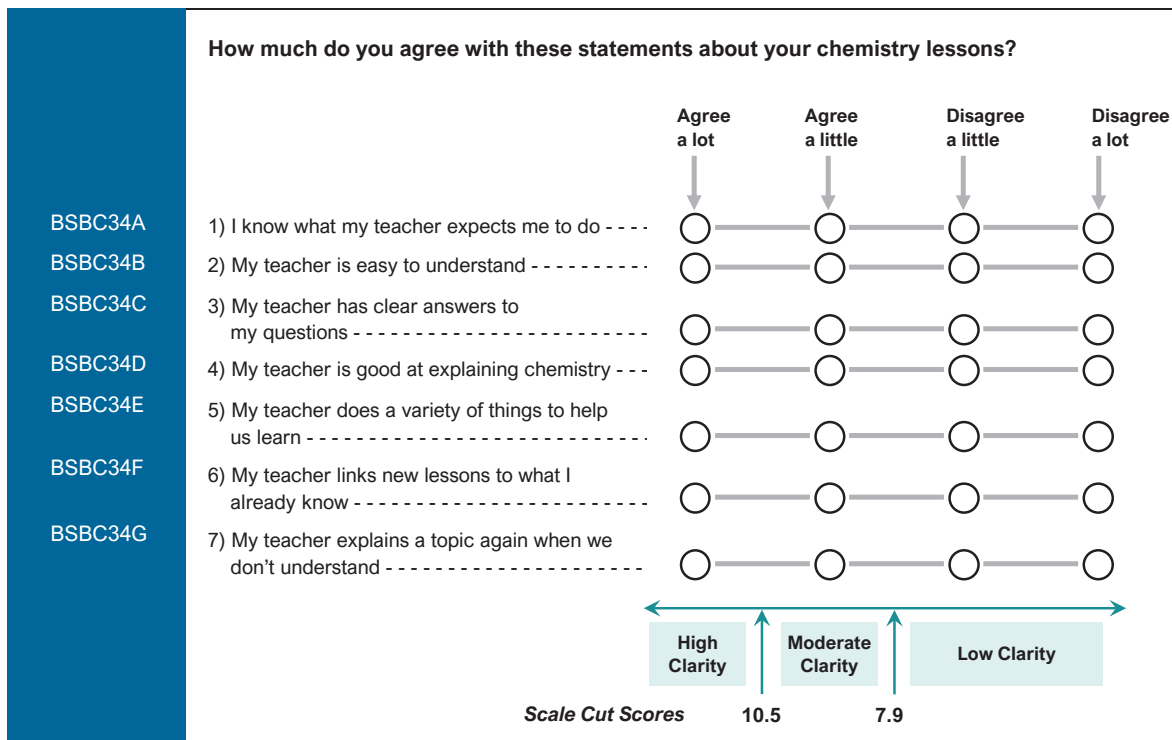 How much do you agree with these statements about your chemistry lessons?
Agree a lot
Agree a little
Disagree a little
Disagree a lot
BSBC34A 1) I know what my teacher expects me to do - - - -
BSBC34B 2) My teacher is easy to understand - - - - - - - - - - - -
BSBC34C 3) My teacher has clear answers to
my questions - - - - - - - - - - - - - - - - - - - - - - - - - - - -
BSBC34D 4) My teacher is good at explaining chemistry - - -
BSBC34E 5) My teacher does a variety of things to help
us learn - - - - - - - - - - - - - - - - - - - - - - - - - - - - - - - -
BSBC34F 6) My teacher links new lessons to what I
already know - - - - - - - - - - - - - - - - - - - - - - - - - - - -
BSBC34G 7) My teacher explains a topic again when we
don’t understand - - - - - - - - - - - - - - - - - - - - - - - - -
High Clarity
Moderate Clarity
Low Clarity
Scale Cut Scores 10.5 7.9